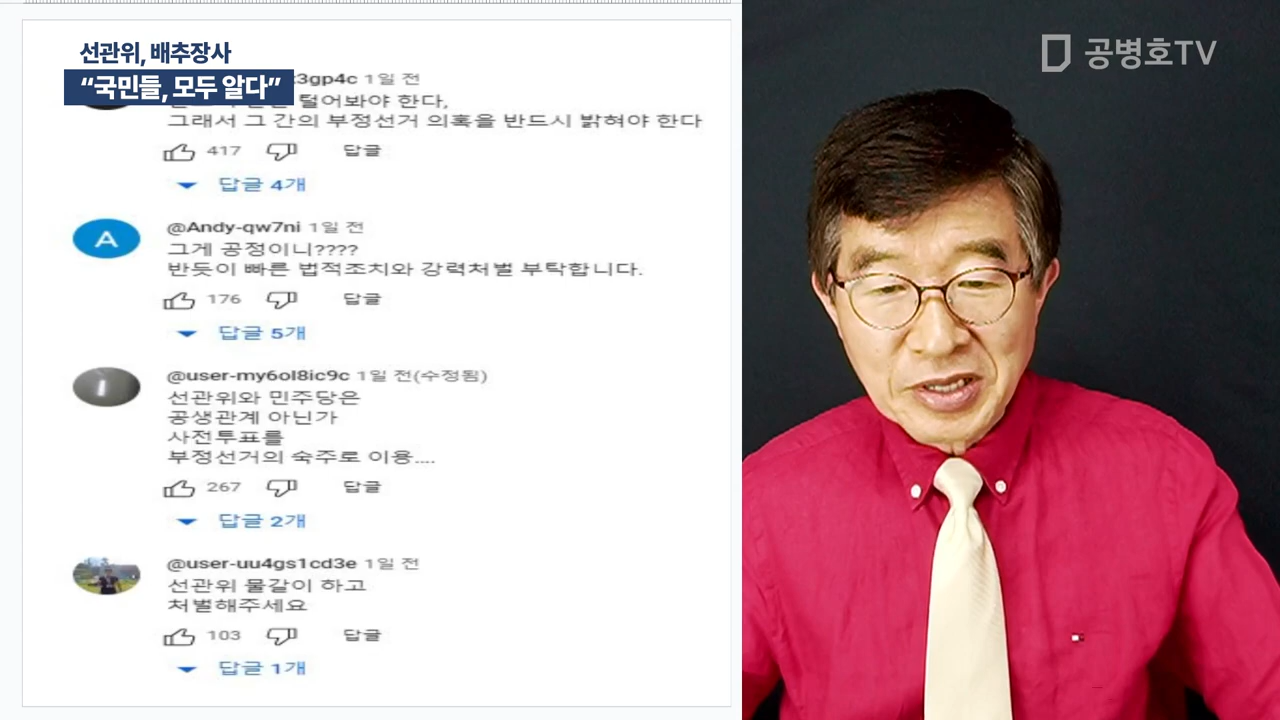 선관위, 배추장사
“국민들, 모두 알다”
공병호TV
:3gp4c 1일 전
털어봐야 한다,
그래서 그 간의 부정선거 의혹을 반드시 밝혀야 한다
417 답글
답글 4개
A
@Andy-qw7ni 1일 전
그게 공정이니????
반듯이 빠른 법적조치와 강력처벌 부탁합니다.
176 답글
답글 5개
@user-my6ol8ic9c 1일 전(수정됨)
선관위와 민주당은
공생관계 아닌가
사전투표를
부정선거의 숙주로 이용....
267 답글
답글 2개
@user-uu4gs1cd3e 1일 전
선관위 물갈이 하고
처벌해주세요
103 답글
답글 1개